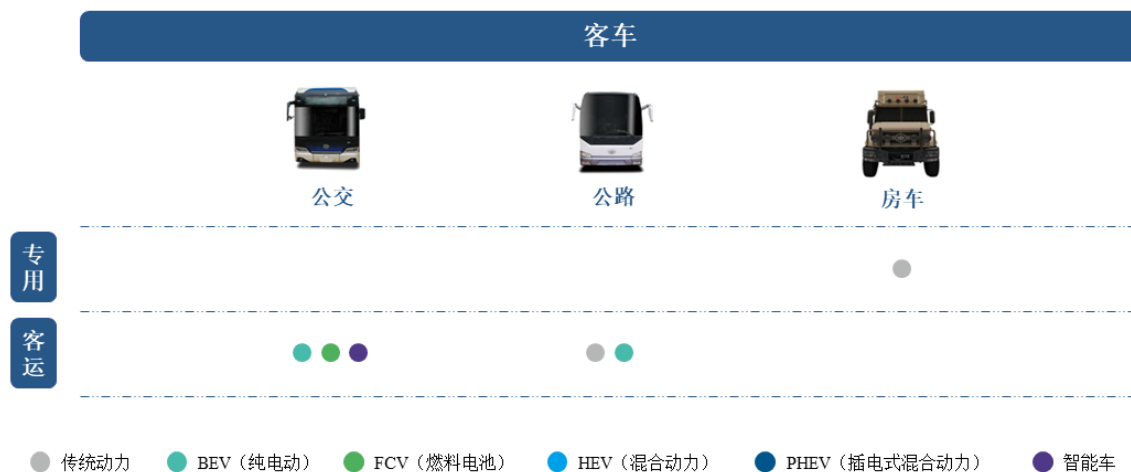 客车
公交
公路
房车
专用
客运
传统动力
BEV（纯电动）
FCV（燃料电池）
HEV（混合动力）
PHEV（插电式混合动力）
智能车